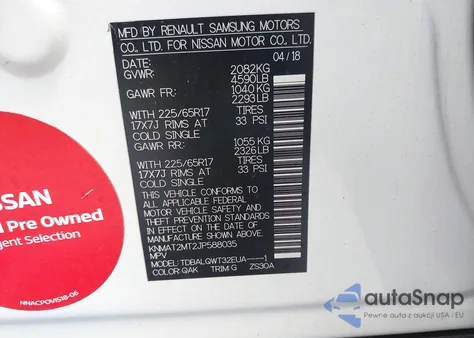 MFD BY RENAULT SAMSUNG MOTORS
CO., LTD. FOR NISSAN MOTOR CO., LTD.
DATE: 04 / 18
GVWR: 2082KG
4590LB
GAWR FR: 1040 KG
2293LB
WITH 225/65R17 TIRES
17X7J RIMS AT 33 PSI
COLD SINGLE
GAWR RR: 1055 KG
2326LB
WITH 225/65R17 TIRES
17X7J RIMS AT 33 PSI
COLD SINGLE
THIS VEHICLE CONFORMS TO
ALL APPLICABLE FEDERAL
MOTOR VEHICLE SAFETY AND
THEFT PREVENTION STANDARDS
IN EFFECT ON THE DATE OF
MANUFACTURE SHOWN ABOVE.
KNMAT2MT2JP588035
MPV
MODEL: TDBALQWT32EUA----1
COLOR: QAK TRIM: G ZS30A
SSAN
d Pre Owned
gent Selection
NNACPOVIS18-06
autoSnap
Pewne auto z aukcji USA i EU